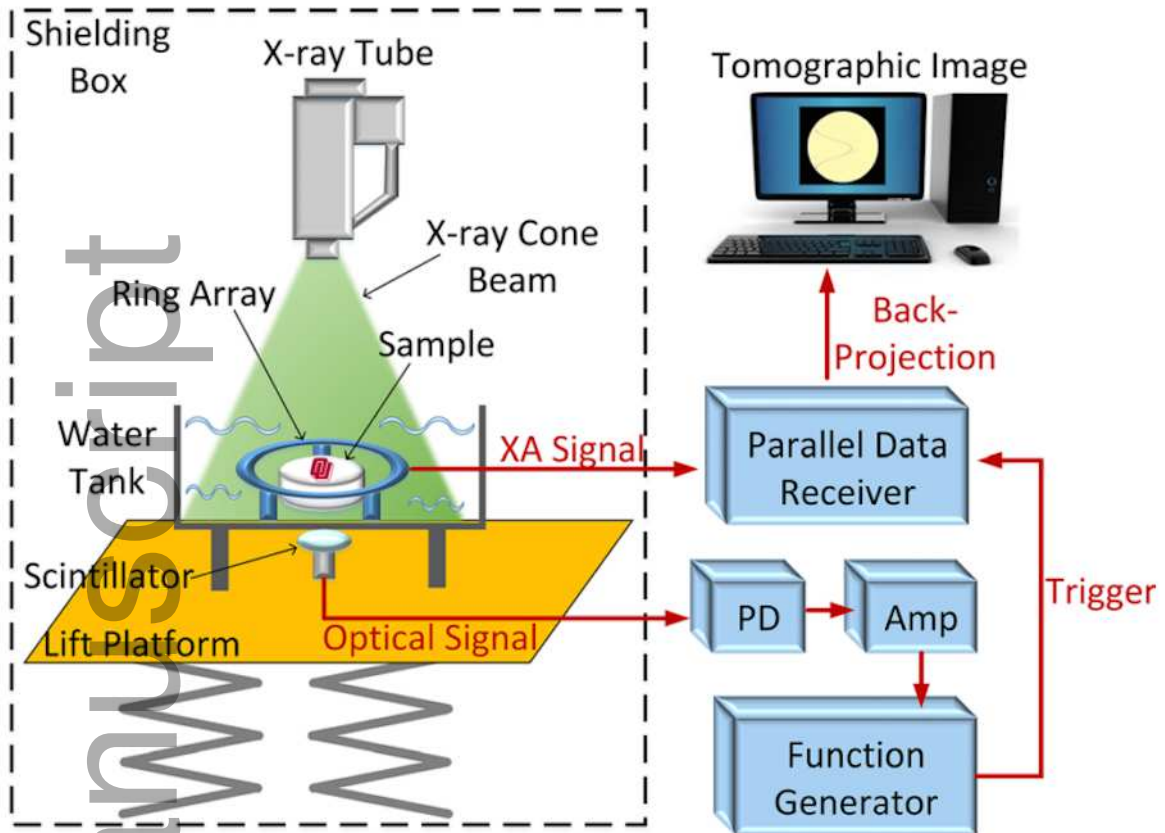 Shielding
Box
X-ray Tube
Tomographic Image
X-ray Cone
Beam
Ring Array
Sample
Back-
Projection
Water
Tank
XA Signal
Parallel Data
Receiver
Scintillator
PD
Amp
Trigger
Lift Platform
Optical Signal
Function
Generator
nuscript